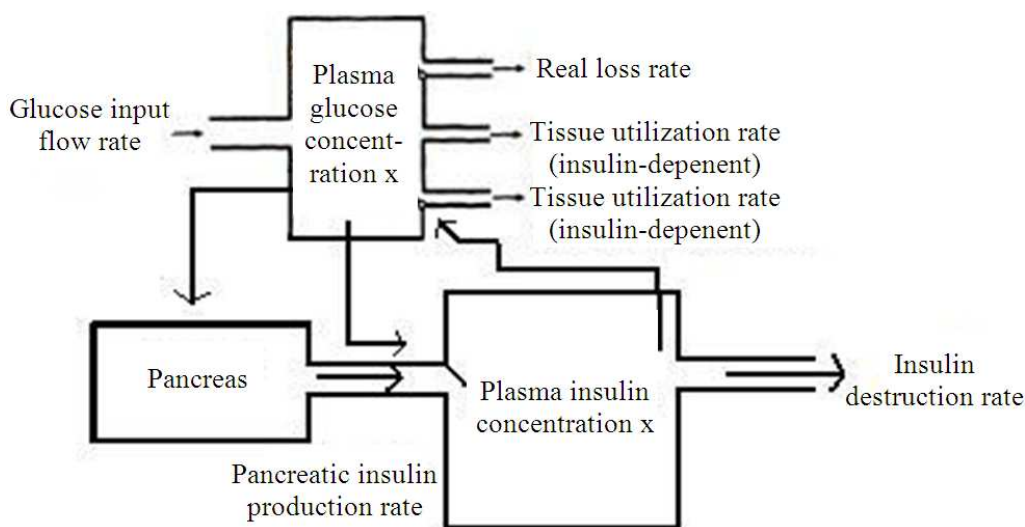 Plasma
glucose
concent-
ration x
Real loss rate
Glucose input
flow rate
Tissue utilization rate
(insulin-depenent)
Tissue utilization rate
(insulin-depenent)
Pancreas
Plasma insulin
concentration x
Insulin
destruction rate
Pancreatic insulin
production rate